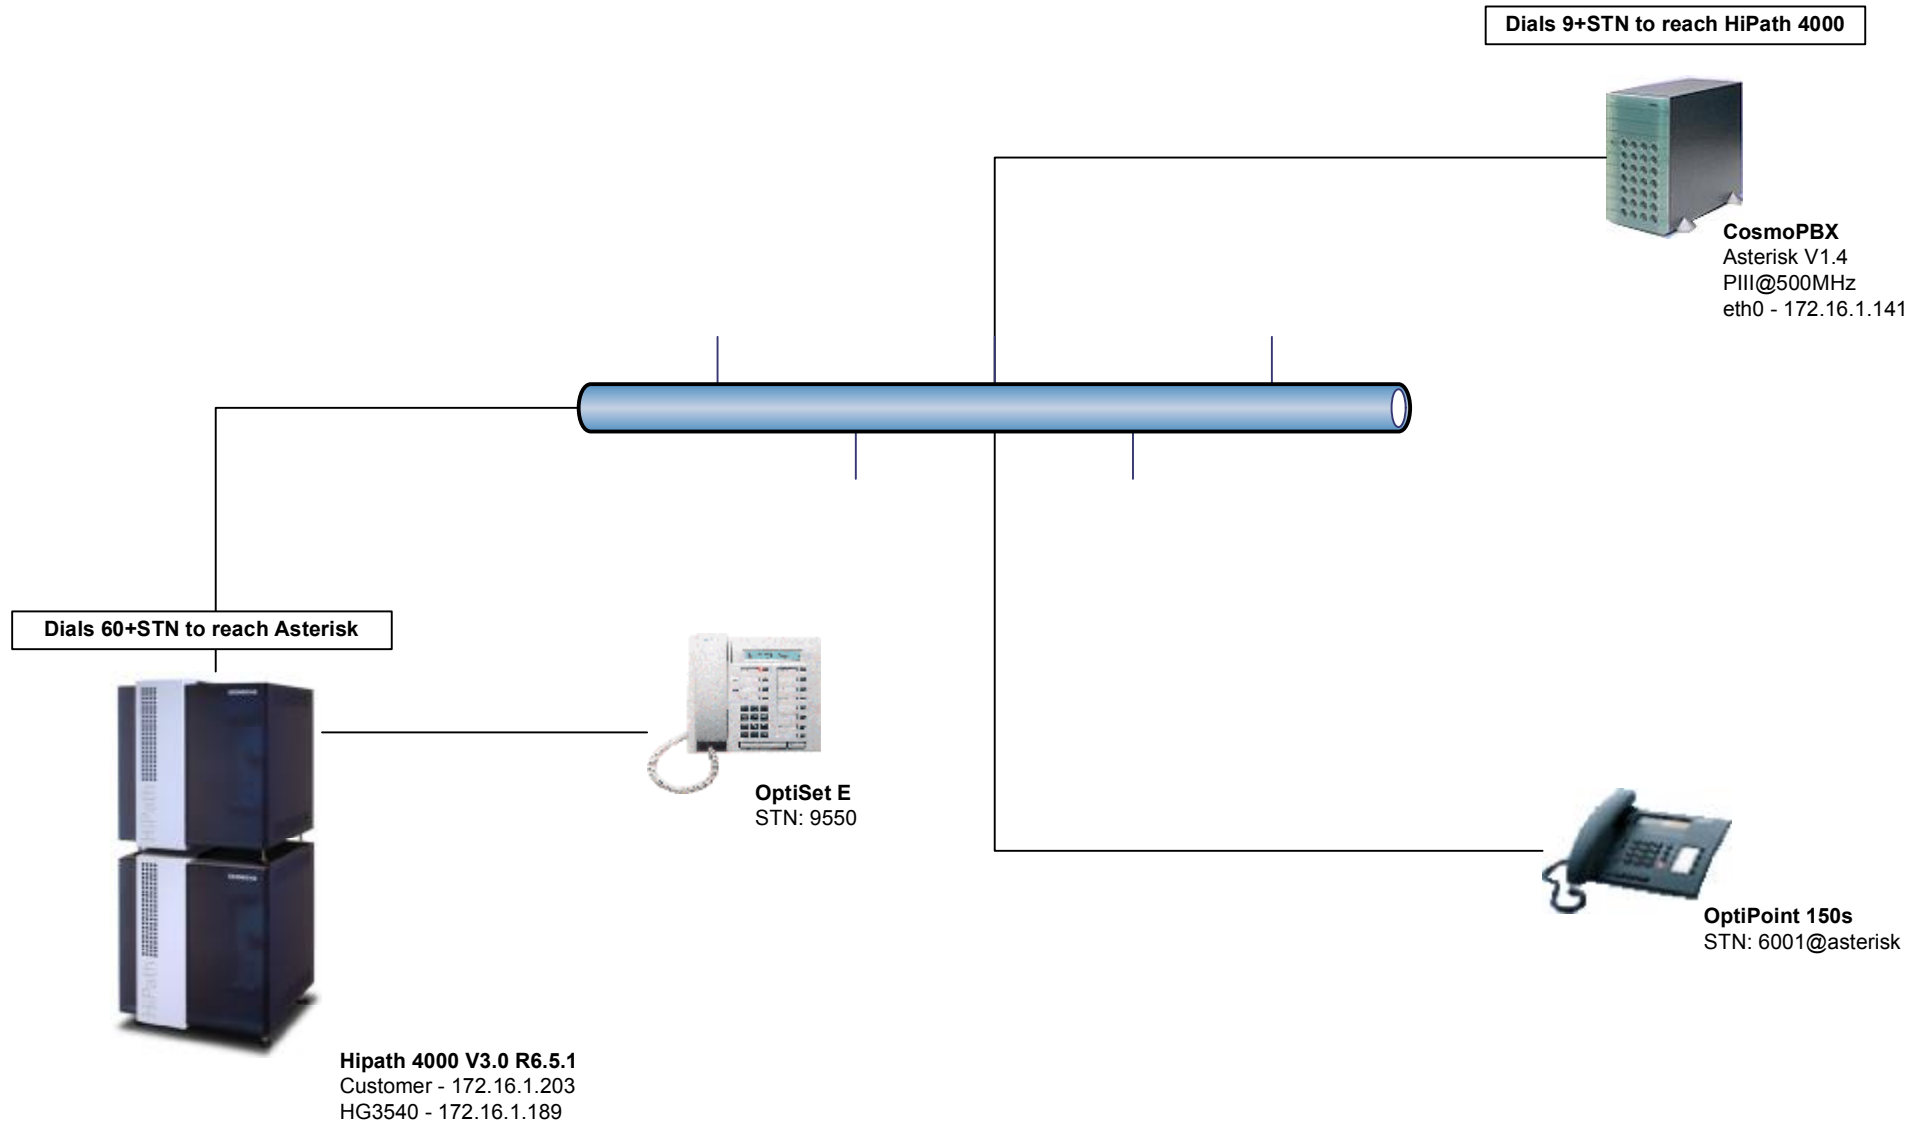 Dials 9+STN to reach HiPath 4000
CosmoPBX
Asterisk V1.4
PIII@500MHz
eth0 - 172.16.1.141
Dials 60+STN to reach Asterisk
OptiSet E
STN: 9550
HiPath
HiPath
OptiPoint 150s
STN: 6001@asterisk
Hipath 4000 V3.0 R6.5.1
Customer - 172.16.1.203
HG3540 - 172.16.1.189